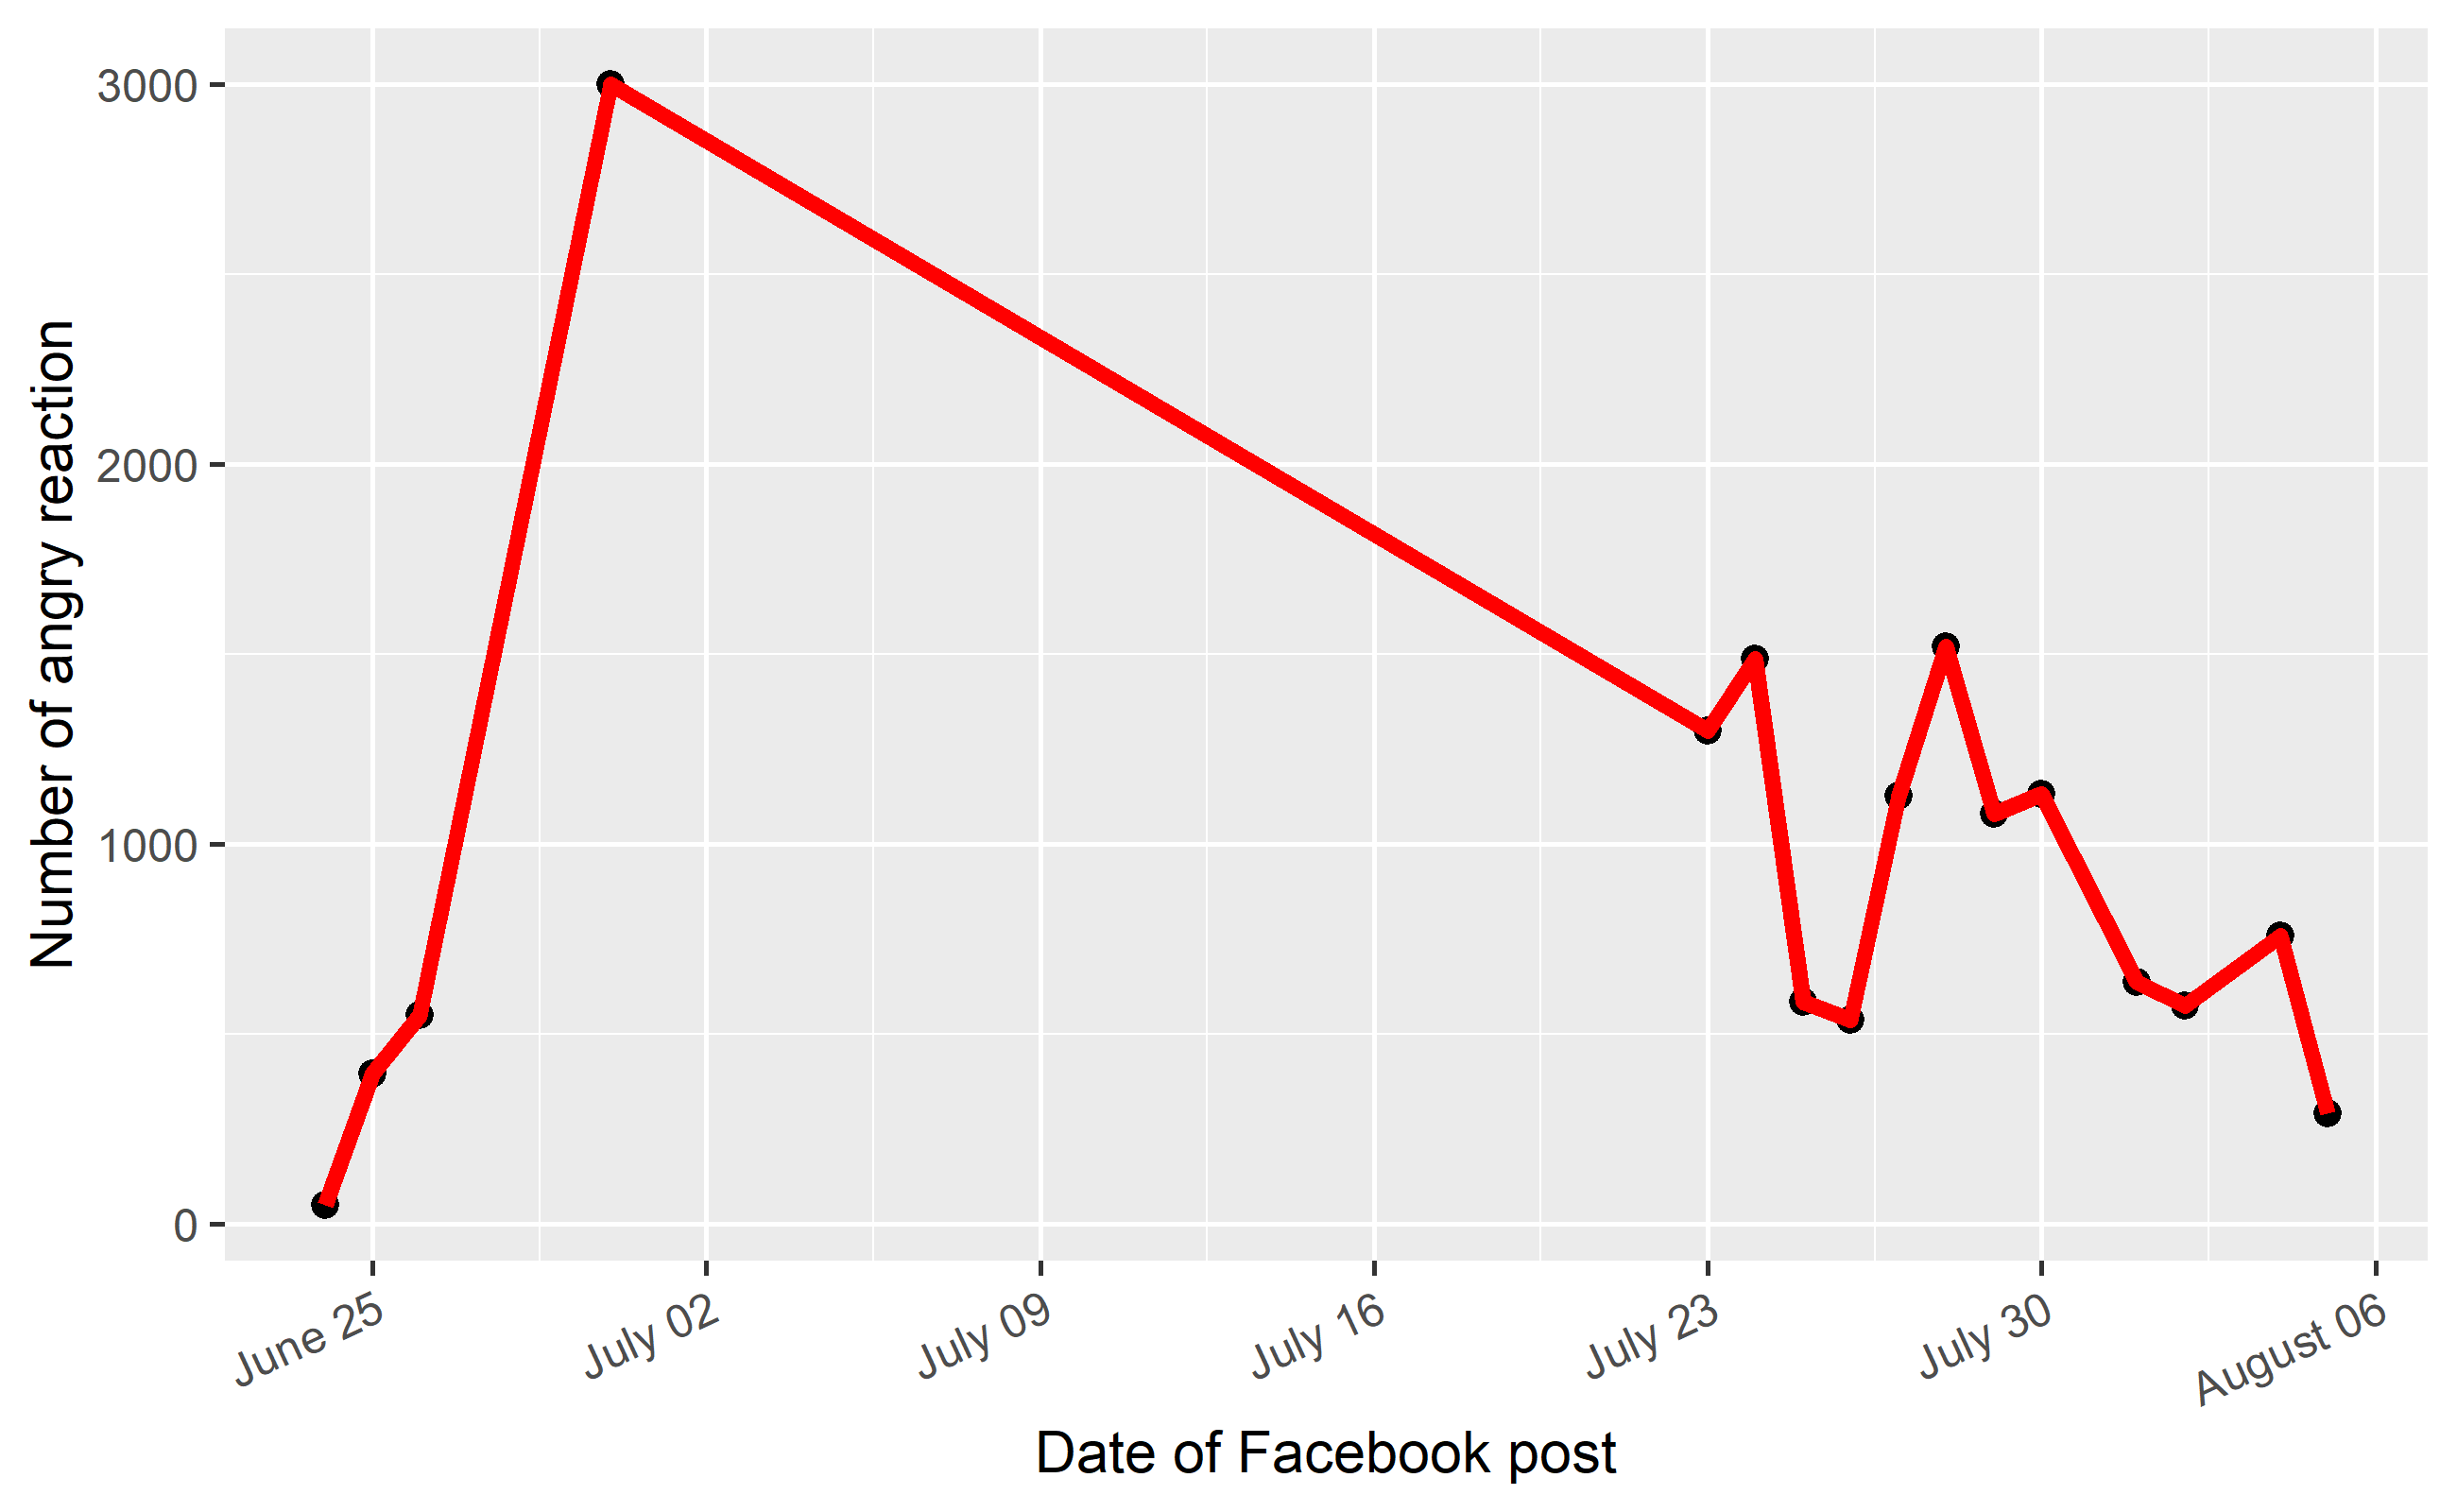 Number of angry reaction
3000
2000
1000
0
June 25
July 02
July 09
July 16
July 23
July 30
August 06
Date of Facebook post